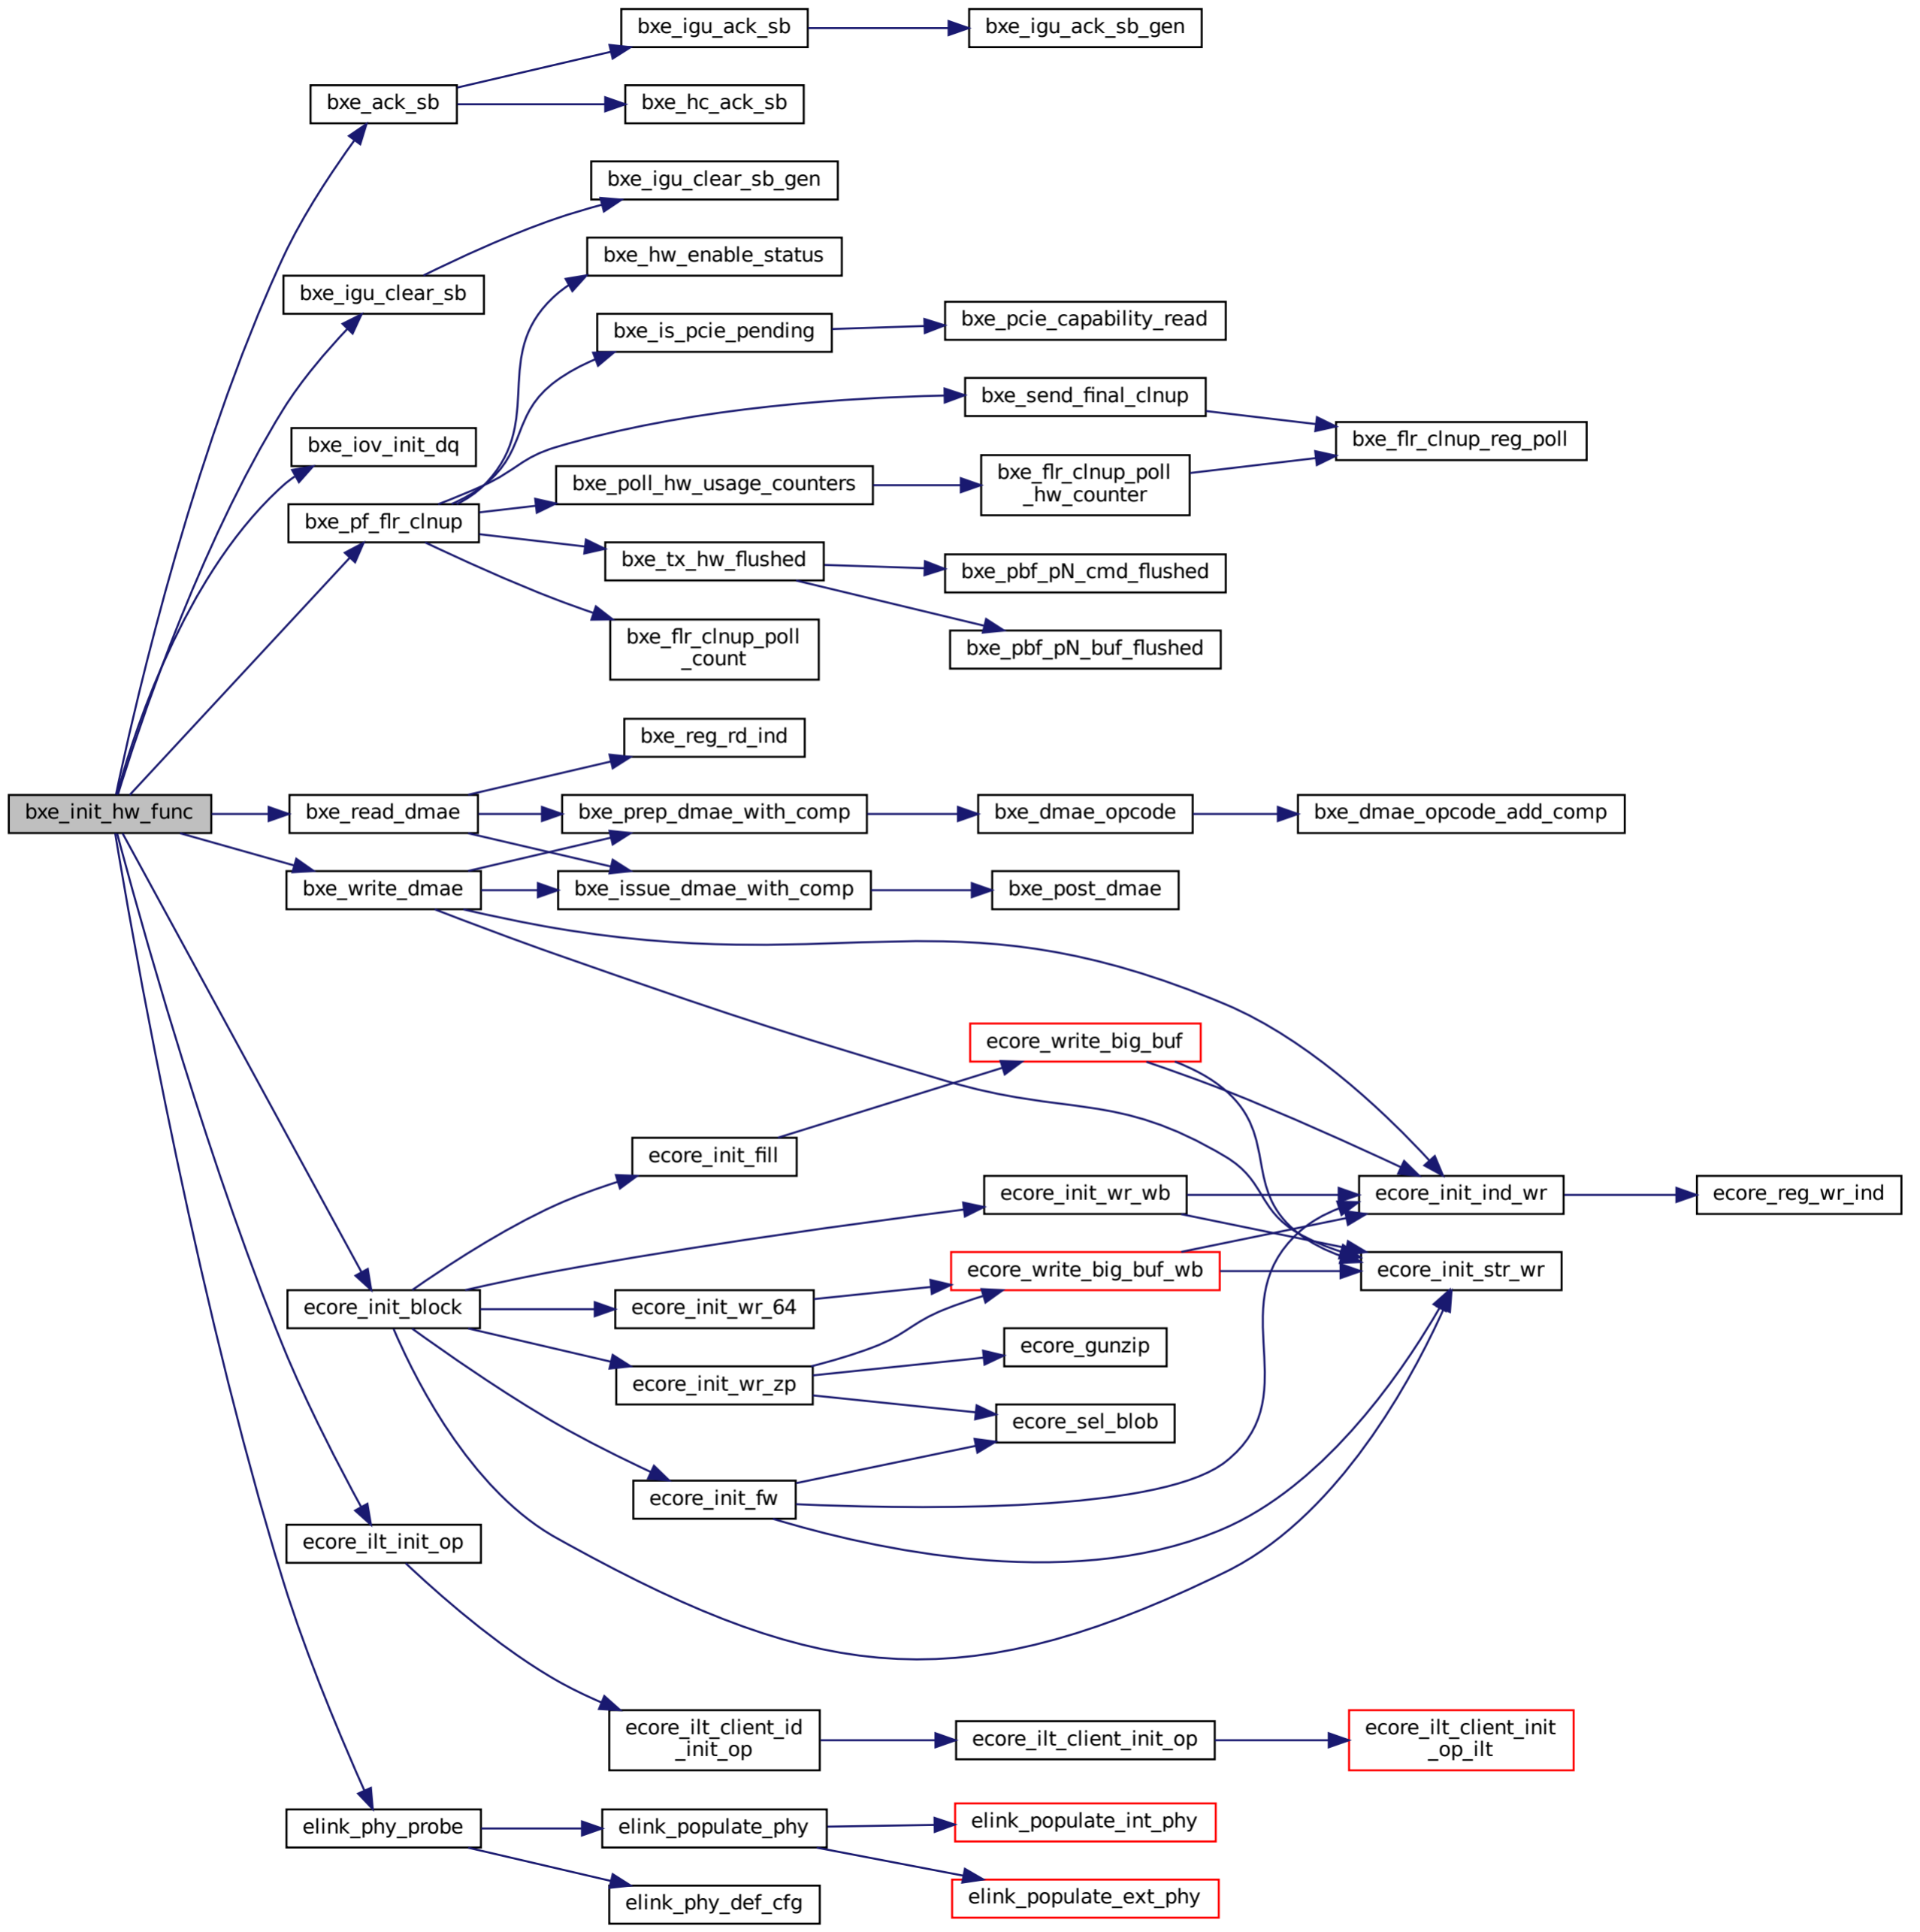 bxe_igu_ack_sb
bxe_igu_ack_sb_gen
bxe_ack_sb
bxe_hc_ack_sb
bxe_igu_clear_sb_gen
bxe_hw_enable_status
bxe_igu_clear_sb
bxe_is_pcie_pending
bxe_pcie_capability_read
bxe_send_final_clnup
bxe_iov_init_dq
bxe_flr_clnup_reg_poll
bxe_poll_hw_usage_counters
bxe_flr_clnup_poll
_hw_counter
bxe_pf_flr_clnup
bxe_tx_hw_flushed
bxe_pbf_pN_cmd_flushed
bxe_flr_clnup_poll
_count
bxe_pbf_pN_buf_flushed
bxe_reg_rd_ind
bxe_init_hw_func
bxe_read_dmae
bxe_prep_dmae_with_comp
bxe_dmae_opcode
bxe_dmae_opcode_add_comp
bxe_write_dmae
bxe_issue_dmae_with_comp
bxe_post_dmae
ecore_write_big_buf
ecore_init_fill
ecore_init_wr_wb
ecore_init_ind_wr
ecore_reg_wr_ind
ecore_write_big_buf_wb
ecore_init_str_wr
ecore_init_block
ecore_init_wr_64
ecore_gunzip
ecore_init_wr_zp
ecore_sel_blob
ecore_init_fw
ecore_ilt_init_op
ecore_ilt_client_id
_init_op
ecore_ilt_client_init_op
ecore_ilt_client_init
_op_ilt
elink_phy_probe
elink_populate_phy
elink_populate_int_phy
elink_phy_def_cfg
elink_populate_ext_phy